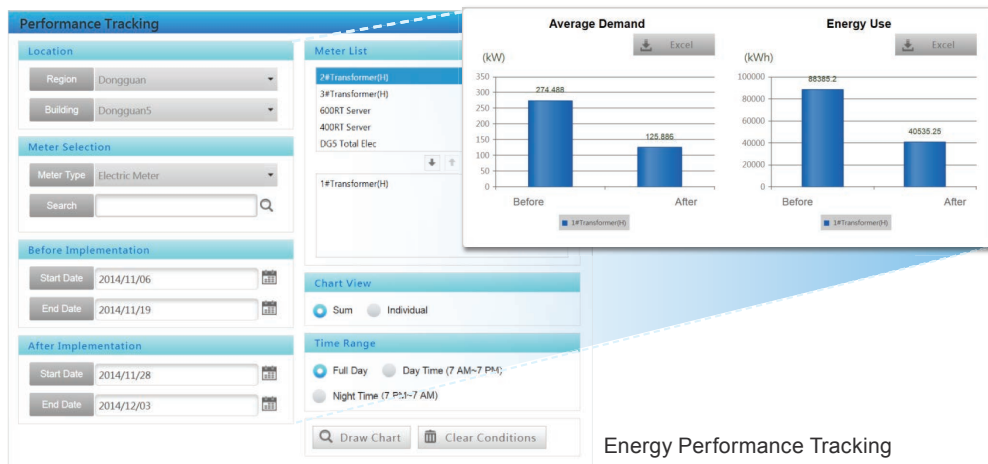 Performance Tracking
Location
Region Dongguan
Building Dongguan5
Meter Selection
Meter Type Electric Meter
Search
Before Implementation
Start Date 2014/11/06
End Date 2014/11/19
After Implementation
Start Date 2014/11/28
End Date 2014/12/03
Meter List
2#Transformer(H)
3#Transformer(H)
600RT Server
400RT Server
DG5 Total Elec
1#Transformer(H)
Chart View
Sum Individual
Time Range
Full Day Day Time (7 AM~7 PM)
Night Time (7 PM~7 AM)
Draw Chart Clear Conditions
Average Demand
Excel
(kW)
350
300
250
200
150
100
50
0
274.488
125.886
Before After
1#Transformer(H)
Energy Use
Excel
(kWh)
100000
80000
60000
40000
20000
0
88385.2
40535.25
Before After
1#Transformer(H)
Energy Performance Tracking